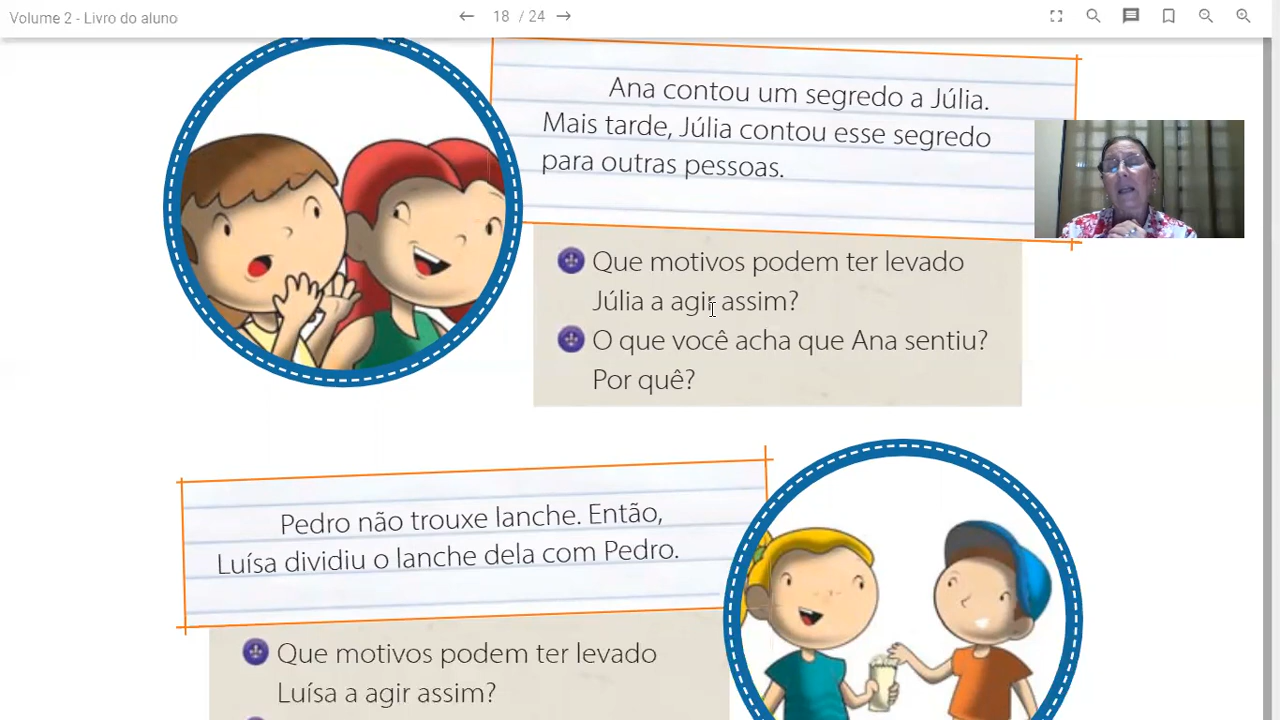 Volume 2 - Livro do aluno
18 / 24
Ana contou um segredo a Júlia.
Mais tarde, Júlia contou esse segredo
para outras pessoas.
Que motivos podem ter levado
Júlia a agir assim?
O que você acha que Ana sentiu?
Por quê?
Pedro não trouxe lanche. Então,
Luísa dividiu o lanche dela com Pedro.
Que motivos podem ter levado
Luísa a agir assim?